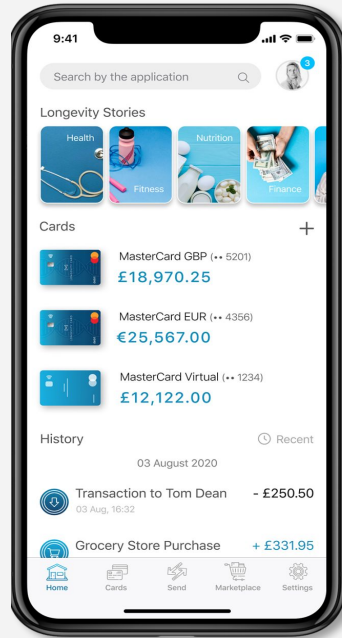 9:41
Search by the application
3
Longevity Stories
Health
Fitness
Nutrition
Finance
Cards
MasterCard GBP (•• 5201)
£18,970.25
MasterCard EUR (•• 4356)
€25,567.00
MasterCard Virtual (•• 1234)
£12,122.00
History
Recent
03 August 2020
Transaction to Tom Dean - £250.50
03 Aug, 16:32
Grocery Store Purchase + £331.95
Home Cards Send Marketplace Settings